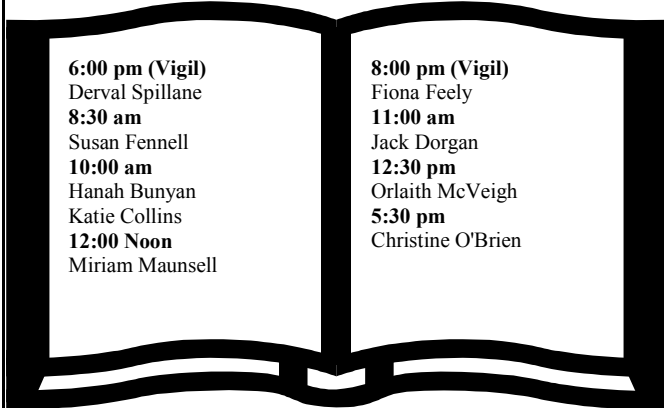 6:00 pm (Vigil)
Derval Spillane
8:30 am
Susan Fennell
10:00 am
Hanah Bunyan
Katie Collins
12:00 Noon
Miriam Maunsell
8:00 pm (Vigil)
Fiona Feely
11:00 am
Jack Dorgan
12:30 pm
Orlaith McVeigh
5:30 pm
Christine O'Brien